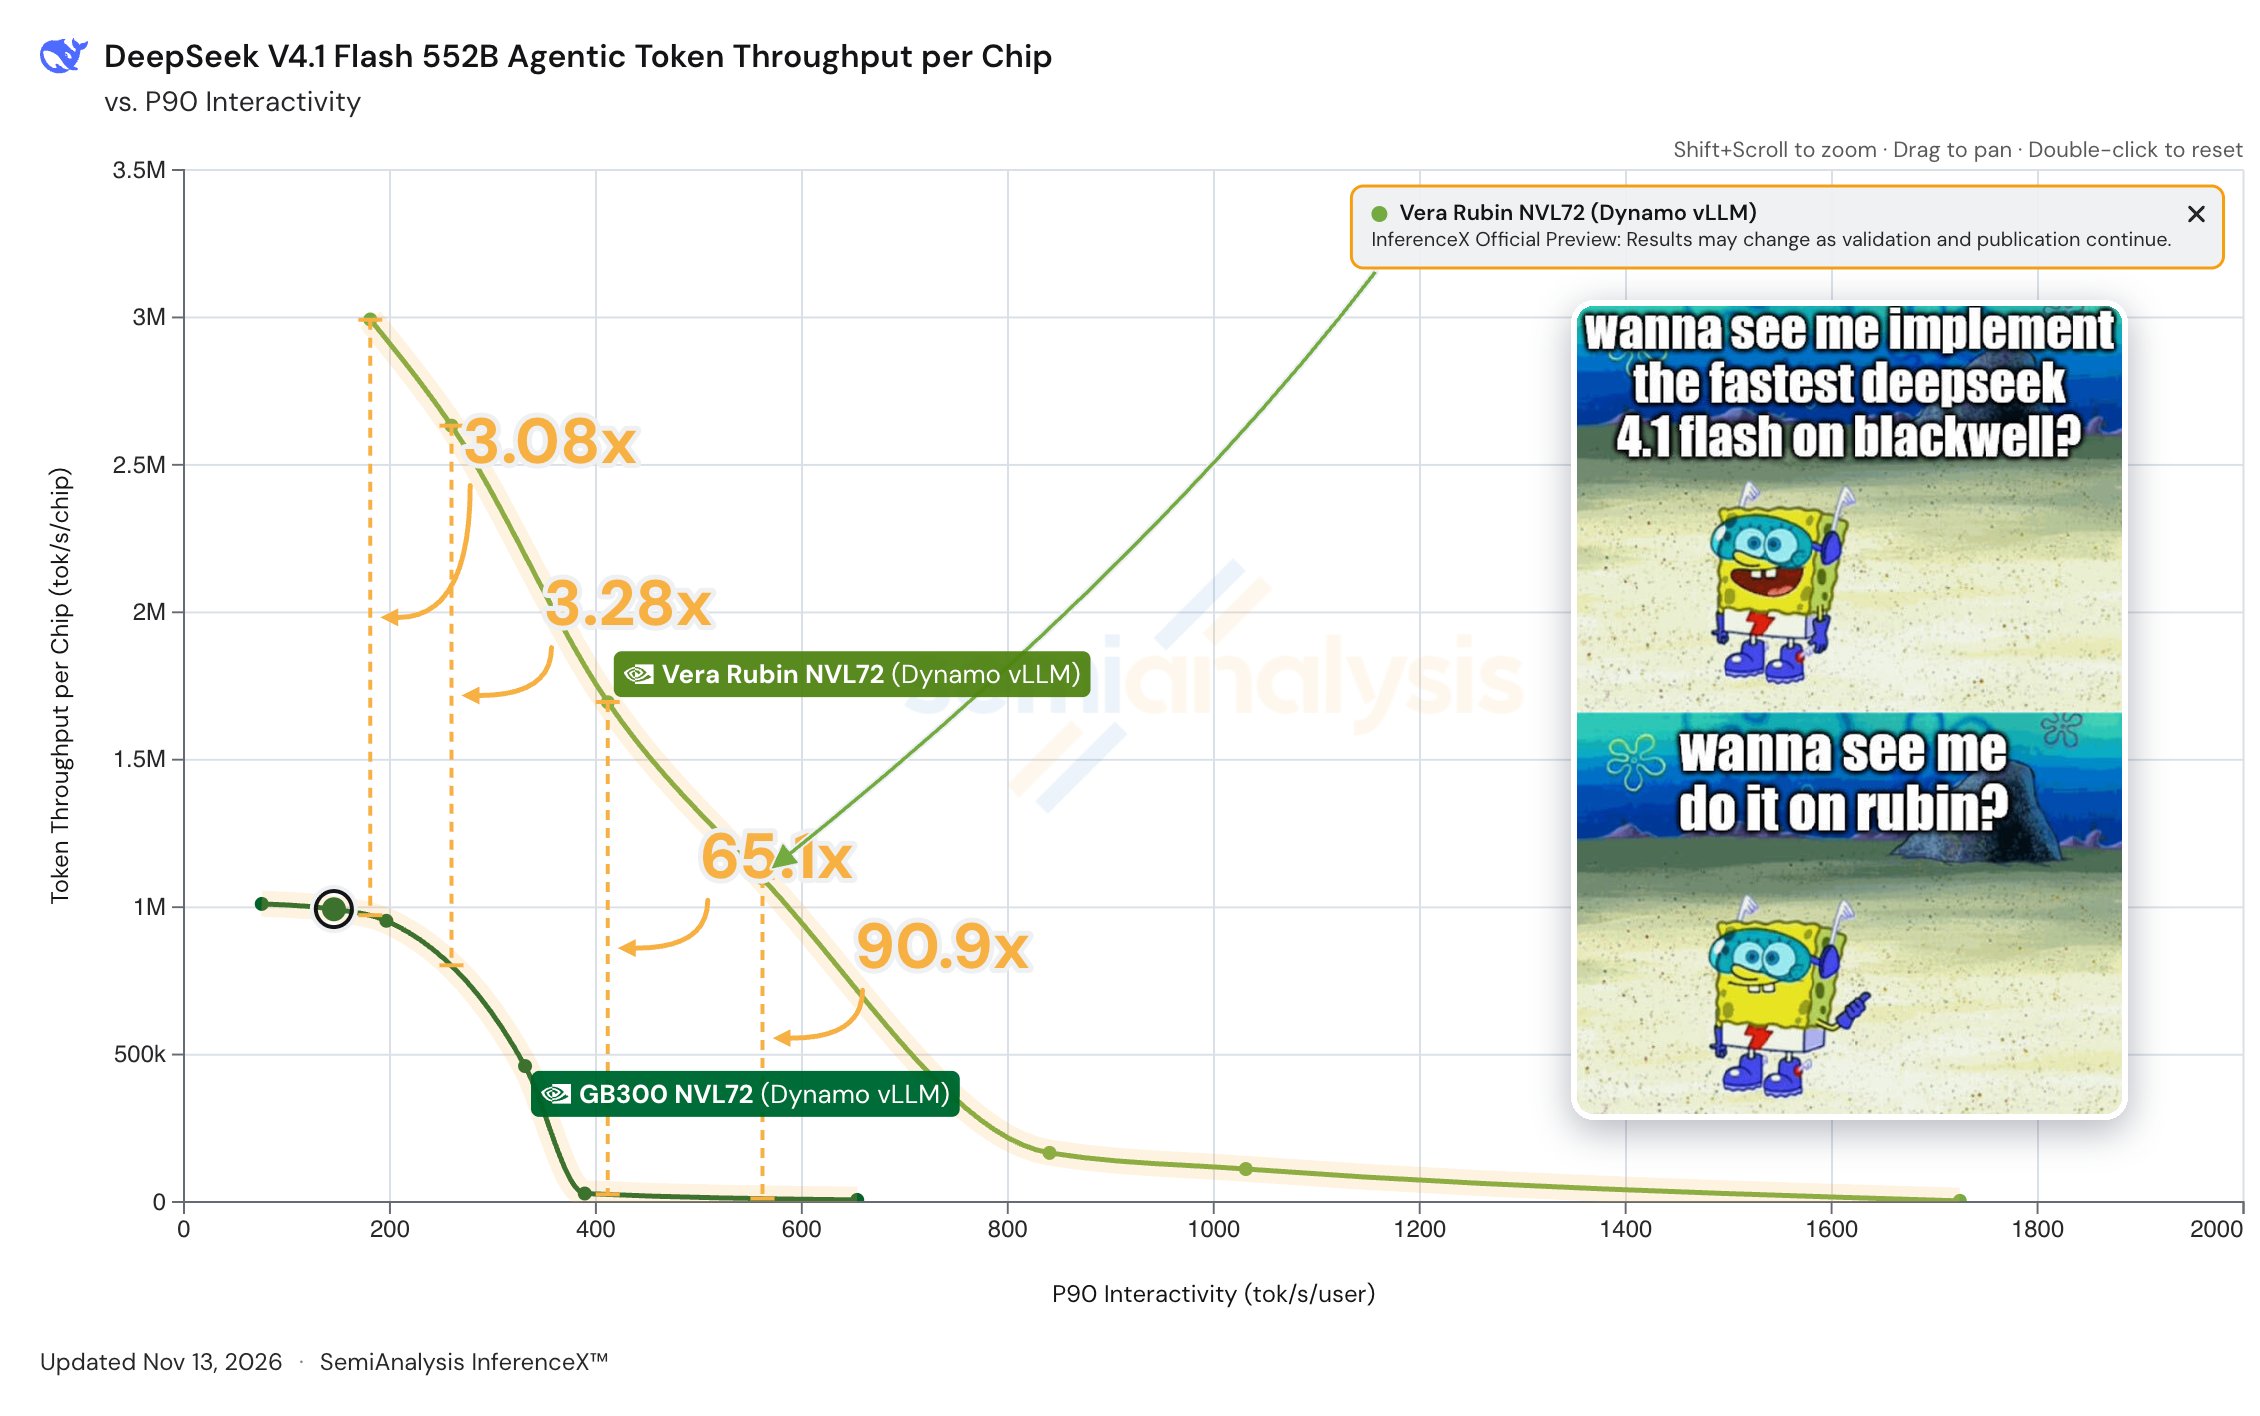 DeepSeek V4.1 Flash 552B Agentic Token Throughput per Chip
vs. P90 Interactivity
Shift+Scroll to zoom · Drag to pan · Double-click to reset
Vera Rubin NVL72 (Dynamo vLLM)
InferenceX Official Preview: Results may change as validation and publication continue.
Token Throughput per Chip (tok/s/chip)
3.5M
3M
2.5M
2M
1.5M
1M
500k
0
3.08x
3.28x
Vera Rubin NVL72 (Dynamo vLLM)
semianalysis
65.1x
90.9x
GB300 NVL72 (Dynamo vLLM)
wanna see me implement
the fastest deepseek
4.1 flash on blackwell?
wanna see me
do it on rubin?
0 200 400 600 800 1000 1200 1400 1600 1800 2000
P90 Interactivity (tok/s/user)
Updated Nov 13, 2026 · SemiAnalysis InferenceX™